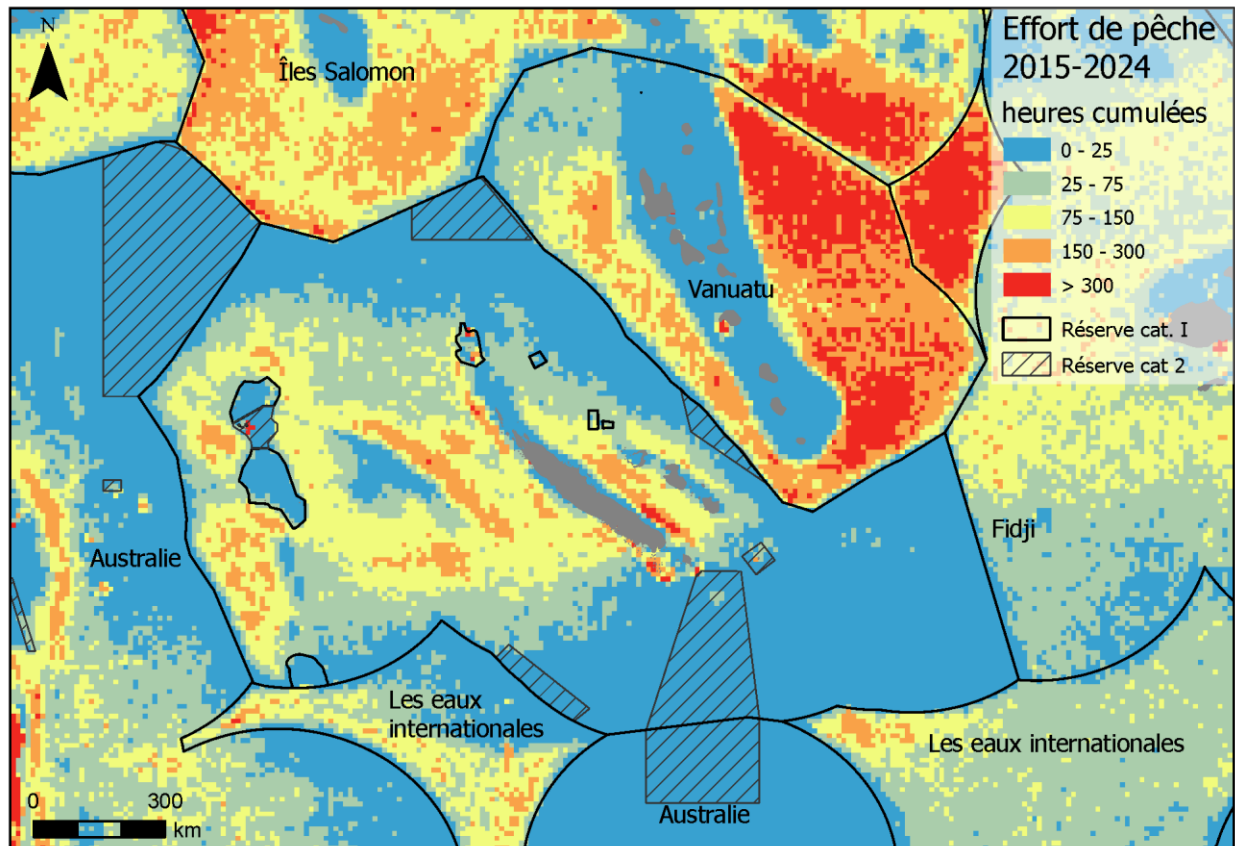 N
Îles Salomon
Effort de pêche
2015-2024
heures cumulées
0 - 25
25 - 75
75 - 150
150 - 300
> 300
Réserve cat. I
Réserve cat 2
Vanuatu
Fidji
Australie
Les eaux
internationales
Les eaux internationales
Australie
0 300
km